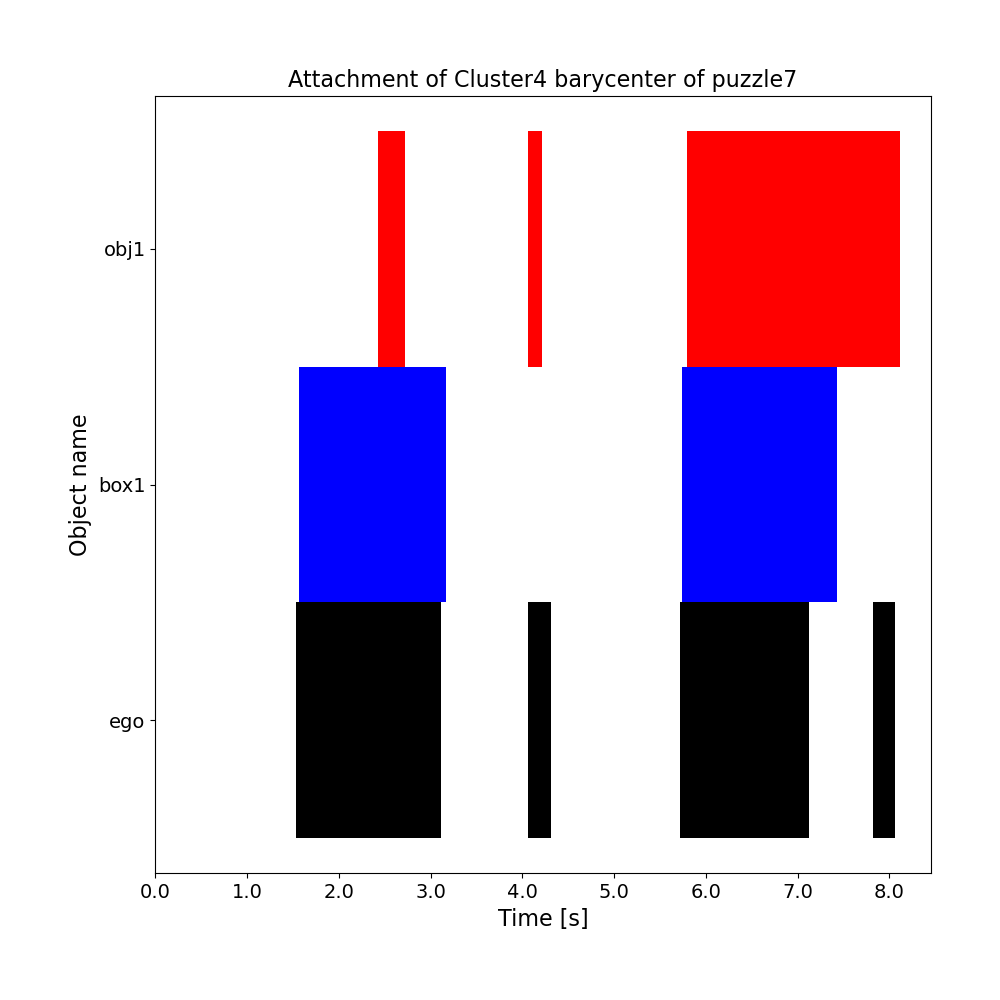 Attachment of Cluster4 barycenter of puzzle7
obj1
box1
ego
Object name
0.0 1.0 2.0 3.0 4.0 5.0 6.0 7.0 8.0
Time [s]